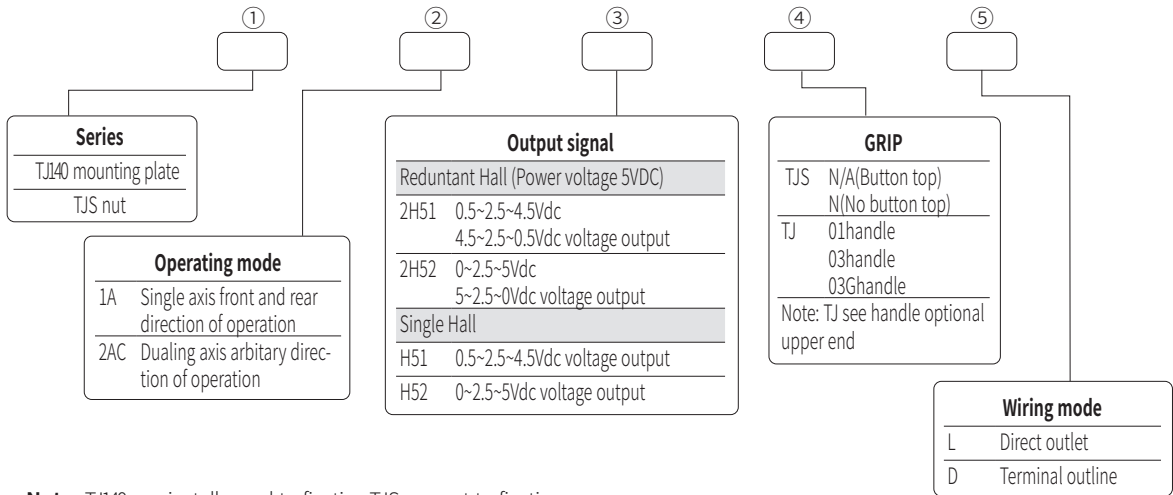 ① ② ③ ④ ⑤
Series
TJ140 mounting plate
TJS nut
Operating mode
1A Single axis front and rear
direction of operation
2AC Dualing axis arbitary direc-
tion of operation
Output signal
Reduntant Hall (Power voltage 5VDC)
2H51 0.5~2.5~4.5Vdc
4.5~2.5~0.5Vdc voltage output
2H52 0~2.5~5Vdc
5~2.5~0Vdc voltage output
Single Hall
H51 0.5~2.5~4.5Vdc voltage output
H52 0~2.5~5Vdc voltage output
GRIP
TJS N/A(Button top)
N(No button top)
TJ 01handle
03handle
03Ghandle
Note: TJ see handle optional
upper end
Wiring mode
L Direct outlet
D Terminal outline